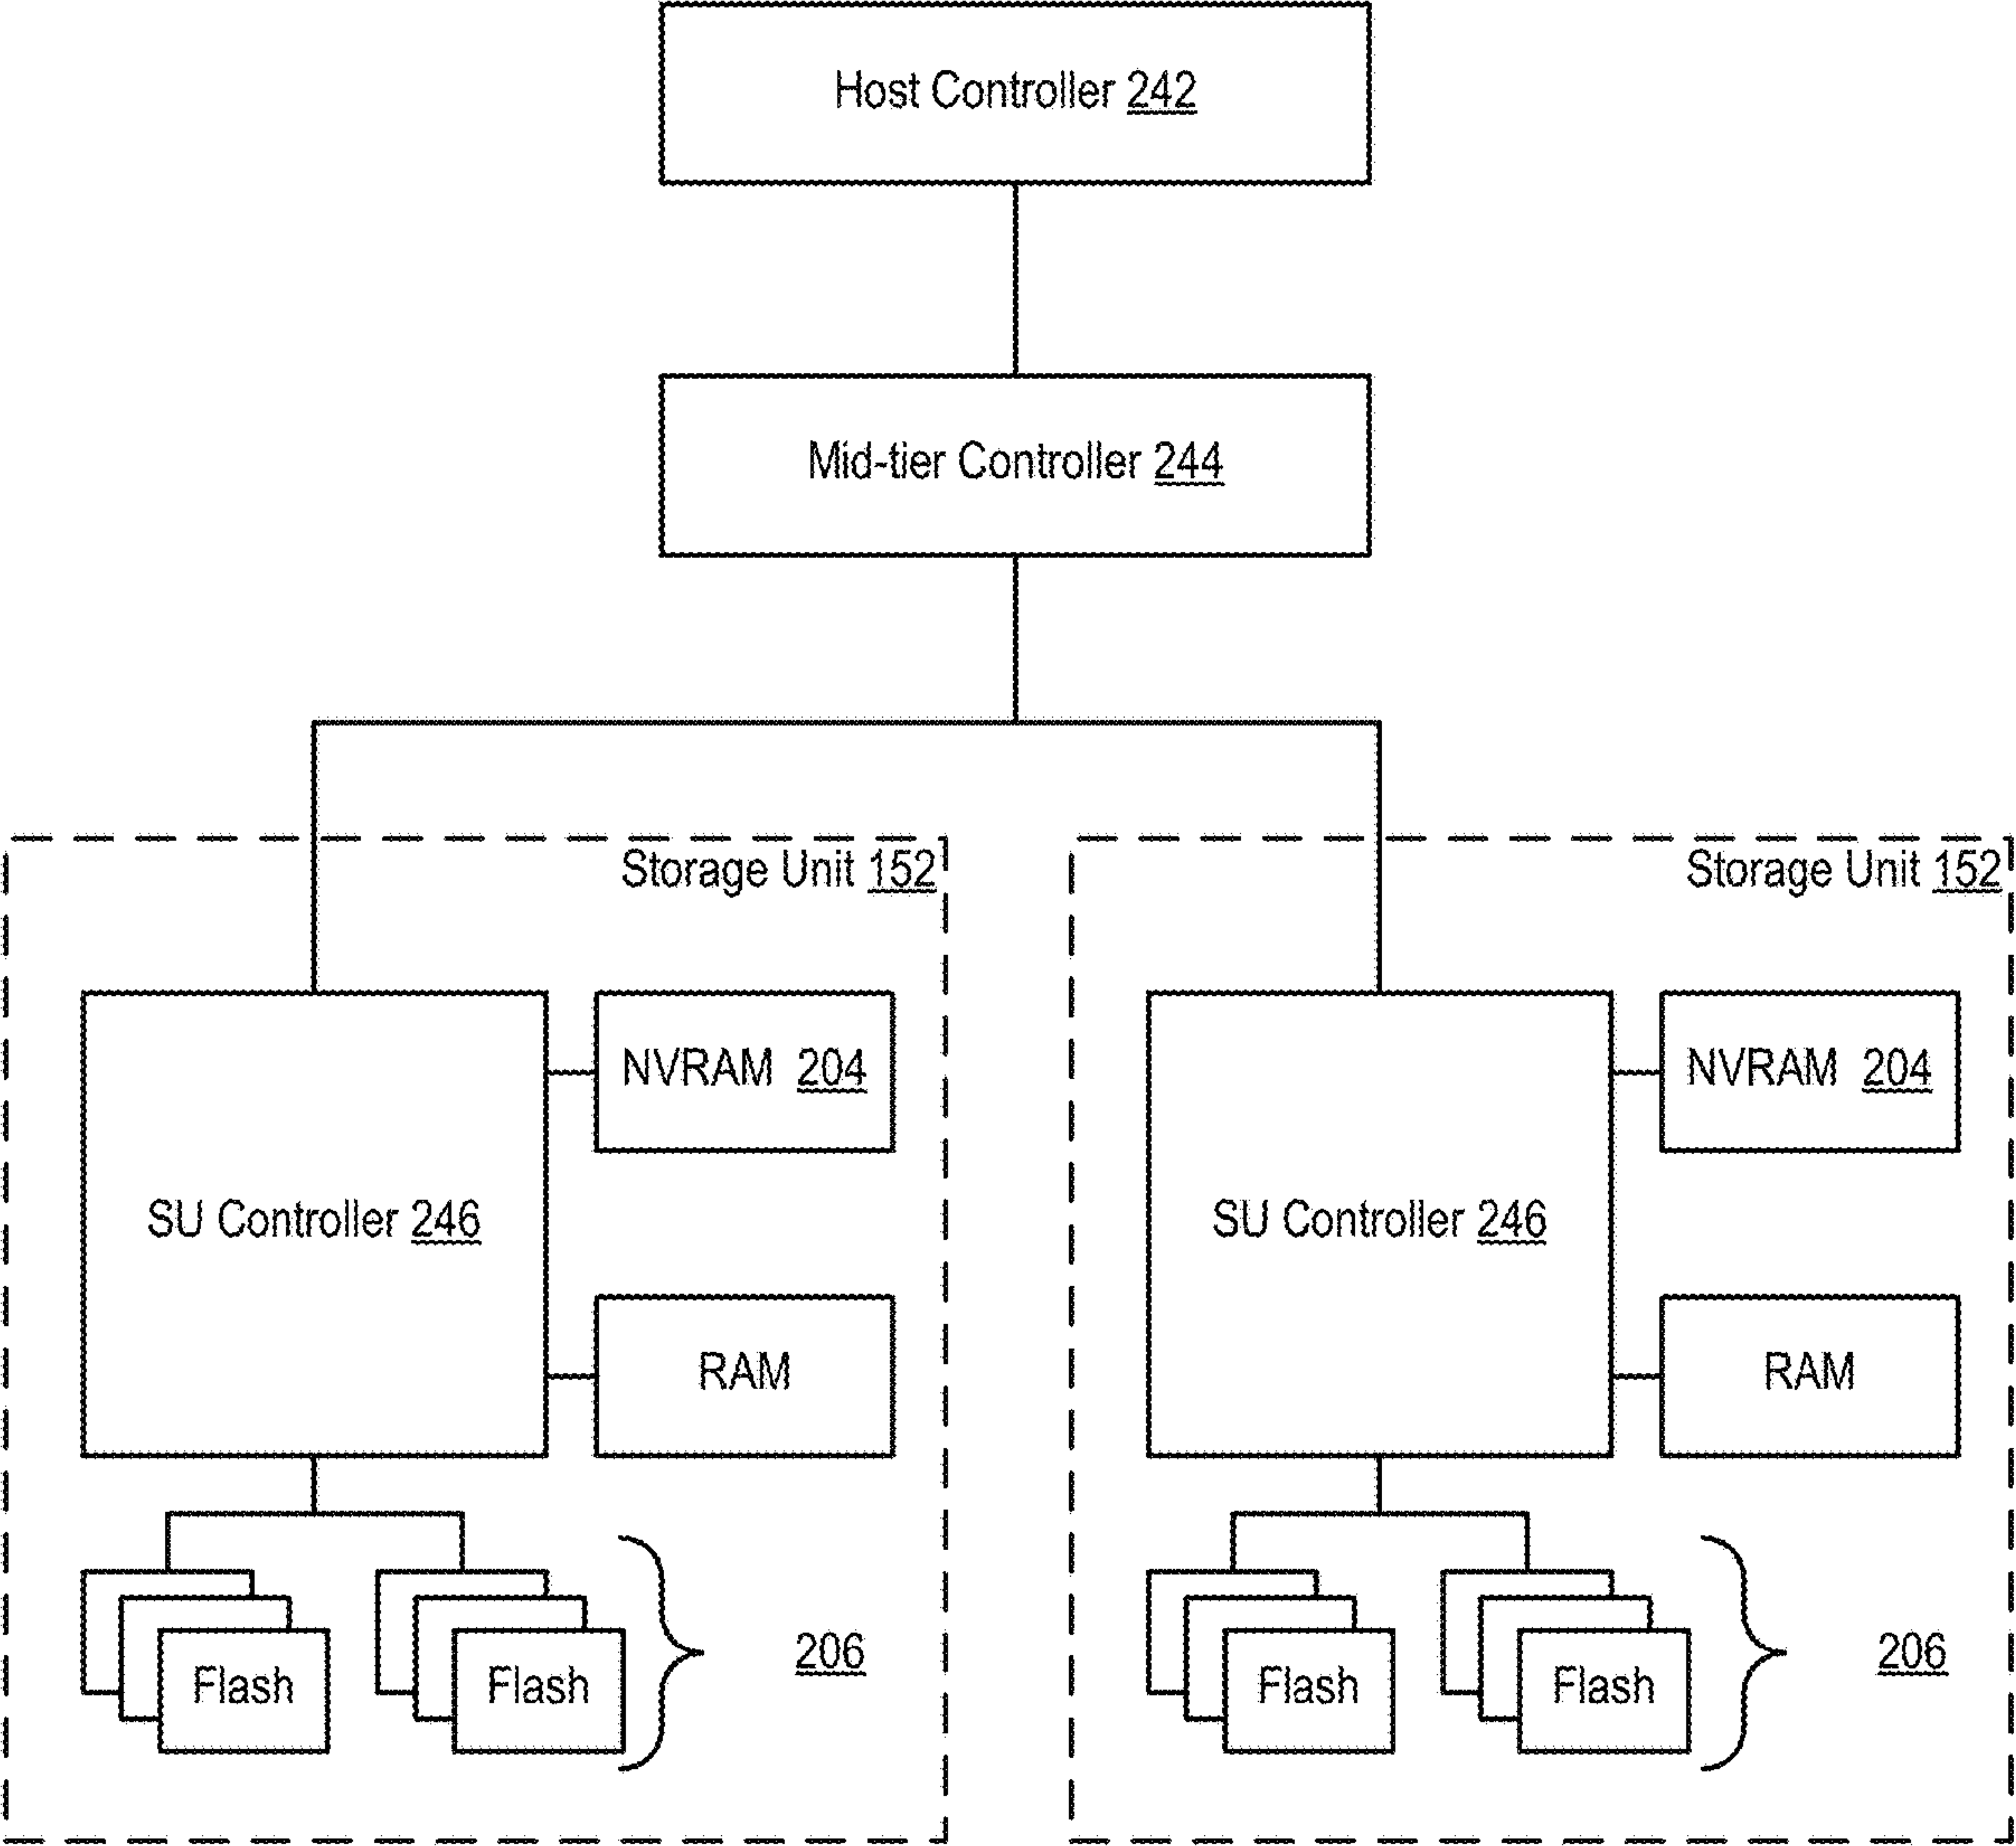 Host Controller 242
Mid-tier Controller 244
Storage Unit 152
NVRAM 204
SU Controller 246
RAM
Flash
Flash
206
Storage Unit 152
NVRAM 204
SU Controller 246
RAM
Flash
Flash
206